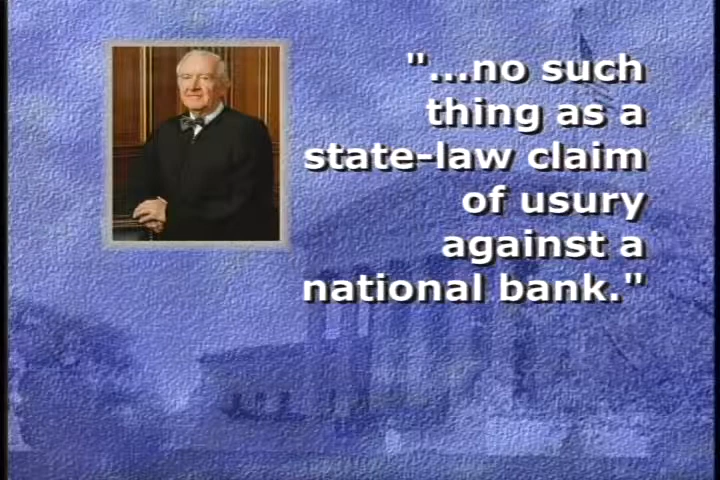 "...no such
thing as a
state-law claim
of usury
against a
national bank."